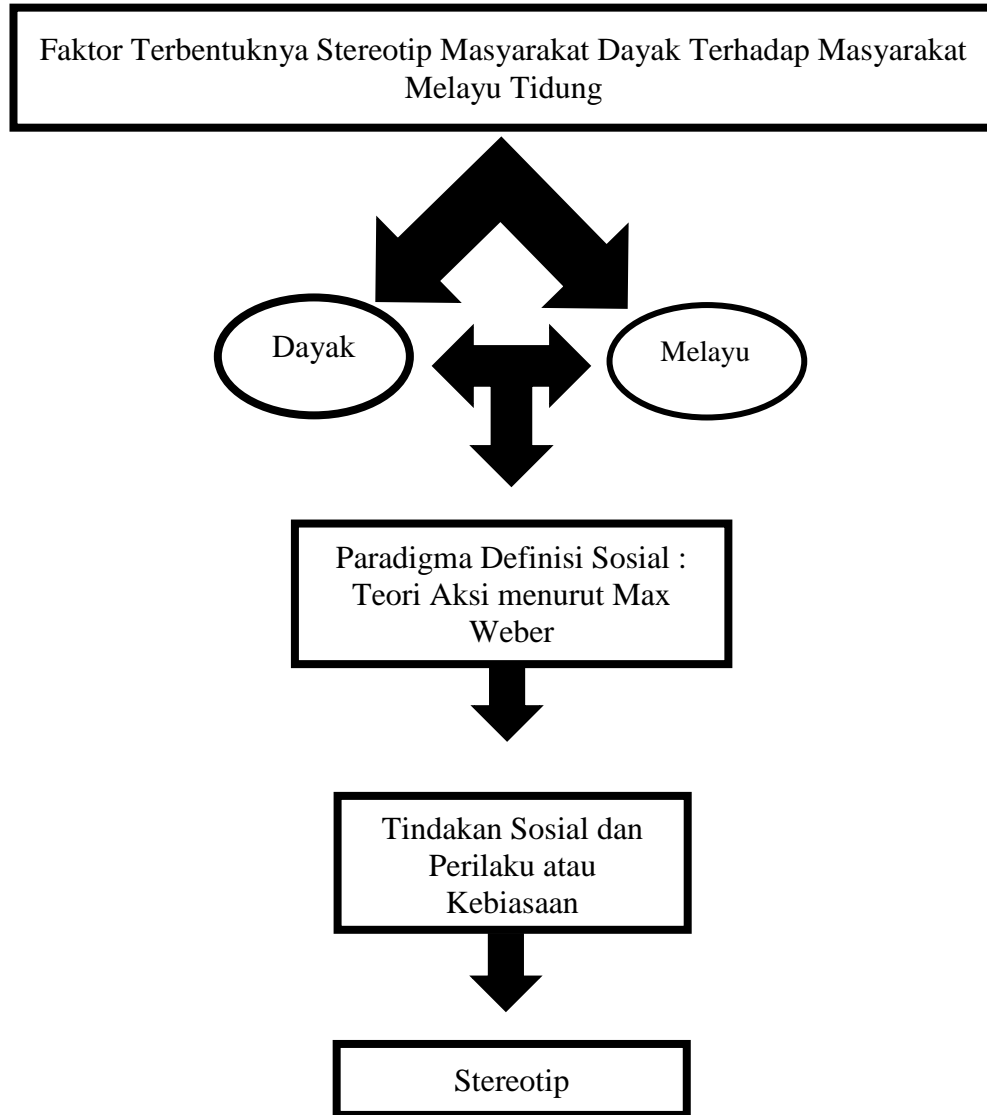 Faktor Terbentuknya Stereotip Masyarakat Dayak Terhadap Masyarakat
Melayu Tidung
Dayak
Melayu
Paradigma Definisi Sosial :
Teori Aksi menurut Max
Weber
Tindakan Sosial dan
Perilaku atau
Kebiasaan
Stereotip